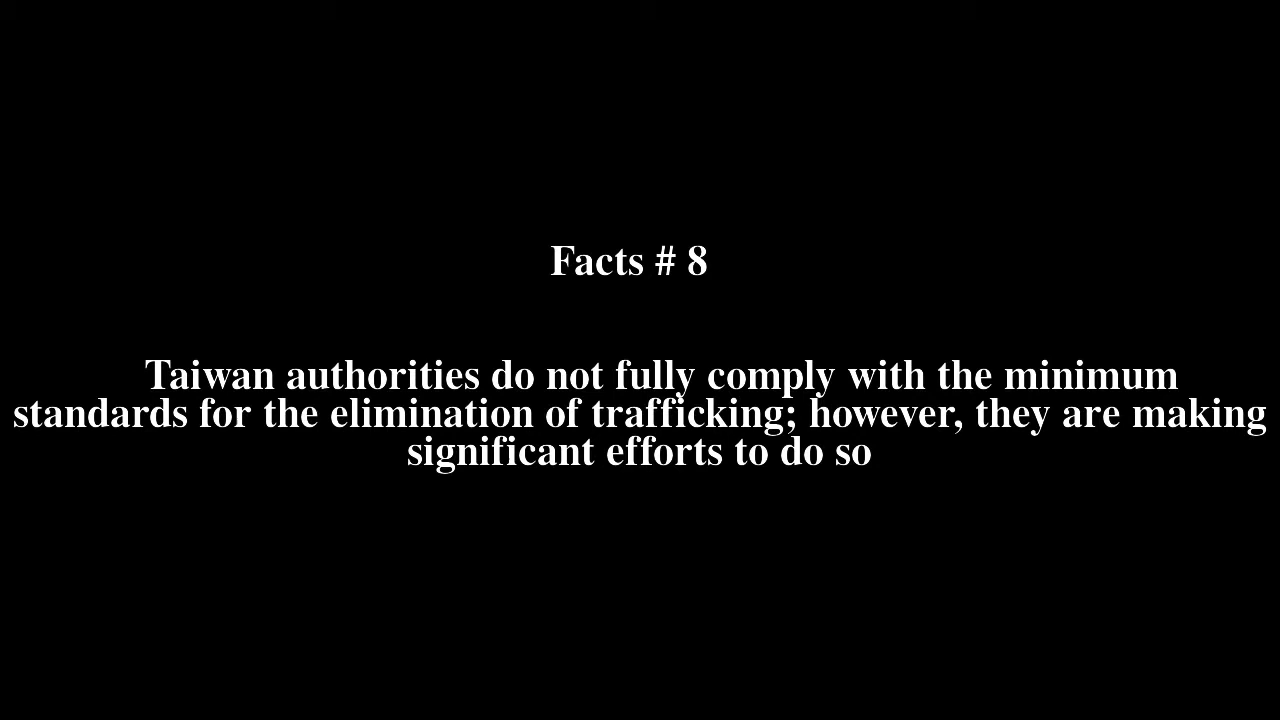 Facts # 8
Taiwan authorities do not fully comply with the minimum
standards for the elimination of trafficking; however, they are making
significant efforts to do so